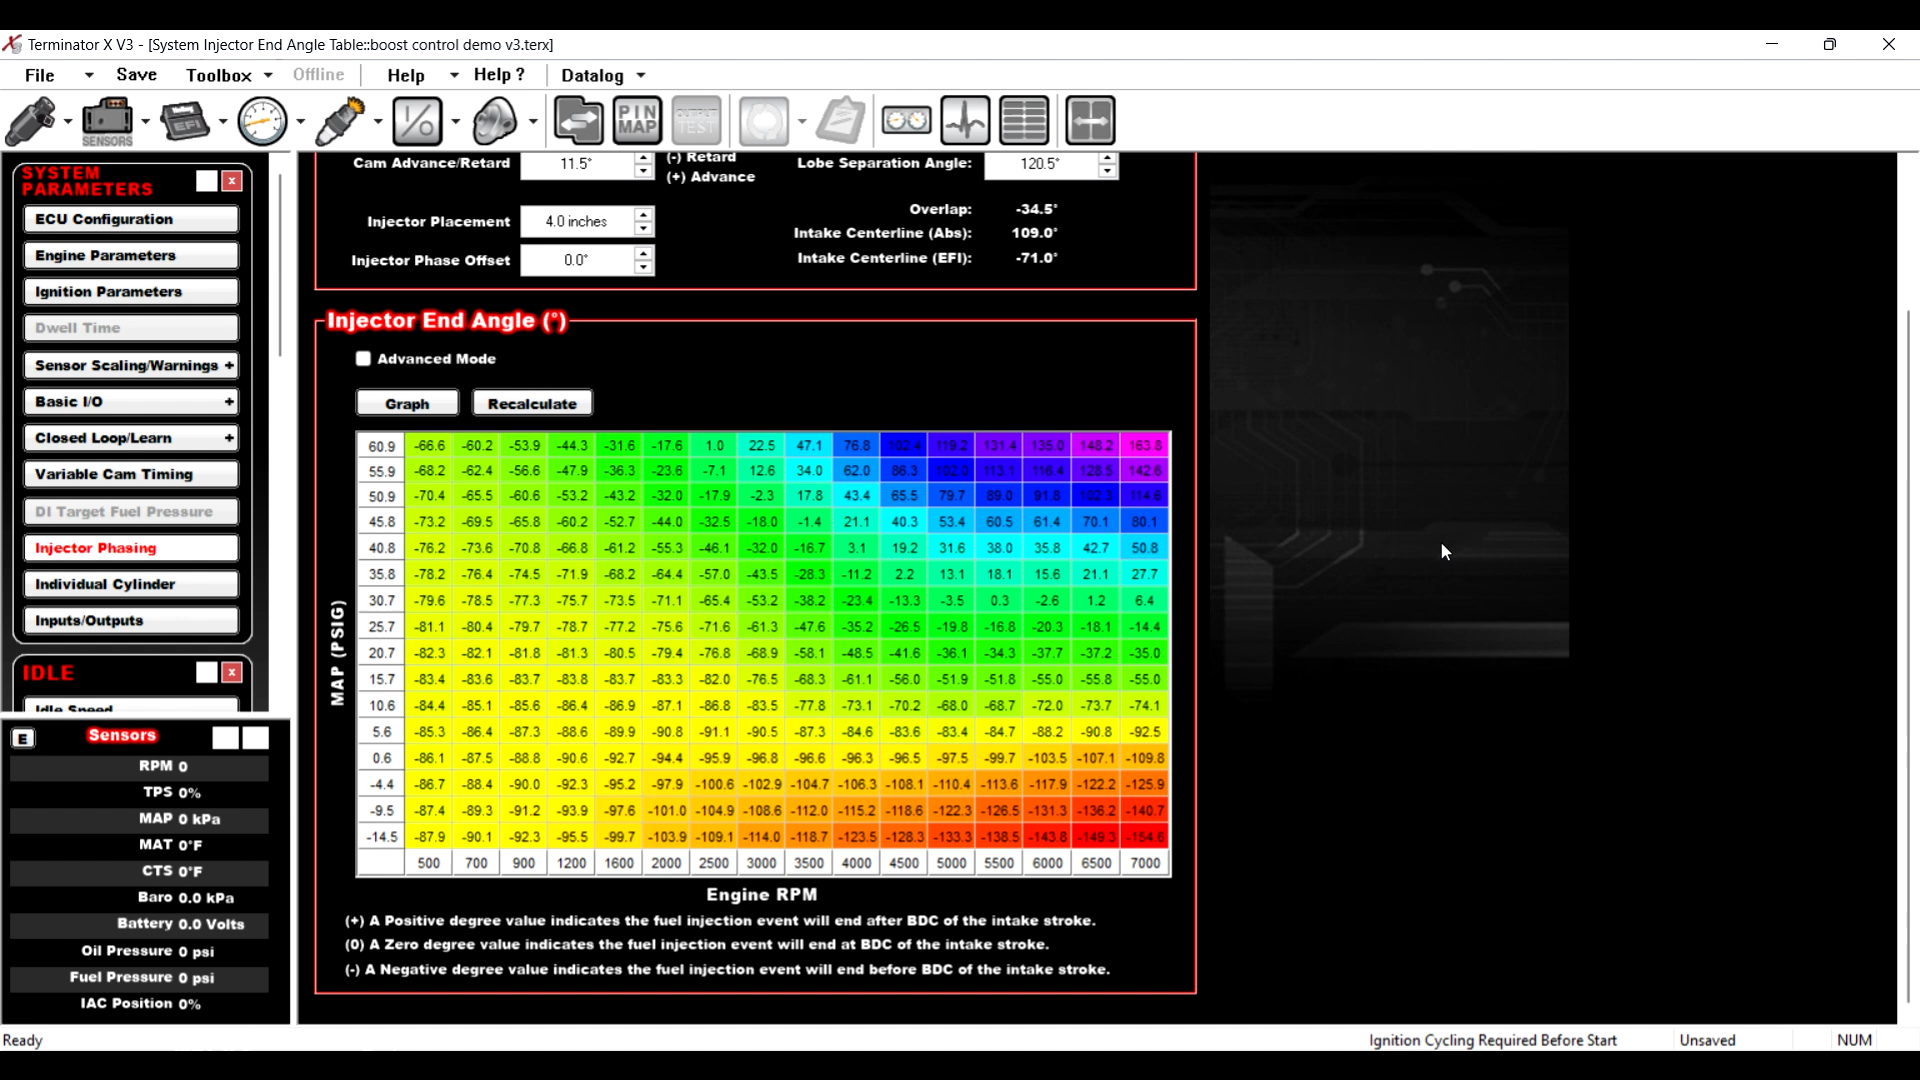 Terminator X V3 - [System Injector End Angle Table::boost control demo v3.terx]
File Save Toolbox Offline Help Help ? Datalog
SENSORS EFI I/O PIN MAP OUTPUT TEST
SYSTEM
PARAMETERS
ECU Configuration
Engine Parameters
Ignition Parameters
Dwell Time
Sensor Scaling/Warnings +
Basic I/O +
Closed Loop/Learn +
Variable Cam Timing
DI Target Fuel Pressure
Injector Phasing
Individual Cylinder
Inputs/Outputs
IDLE
Idle Speed
E Sensors
RPM 0
TPS 0%
MAP 0 kPa
MAT 0°F
CTS 0°F
Baro 0.0 kPa
Battery 0.0 Volts
Oil Pressure 0 psi
Fuel Pressure 0 psi
IAC Position 0%
Cam Advance/Retard 11.5° (-) Retard
(+) Advance
Lobe Separation Angle: 120.5°
Injector Placement 4.0 inches
Injector Phase Offset 0.0°
Overlap: -34.5°
Intake Centerline (Abs): 109.0°
Intake Centerline (EFI): -71.0°
Injector End Angle (°)
Advanced Mode
Graph Recalculate
MAP (PSIG)
60.9 -66.6 -60.2 -53.9 -44.3 -31.6 -17.6 1.0 22.5 47.1 76.8 102.4 119.2 131.4 135.0 148.2 163.8
55.9 -68.2 -62.4 -56.6 -47.9 -36.3 -23.6 -7.1 12.6 34.0 62.0 86.3 102.0 113.1 116.4 128.5 142.6
50.9 -70.4 -65.5 -60.6 -53.2 -43.2 -32.0 -17.9 -2.3 17.8 43.4 65.5 79.7 89.0 91.8 102.3 114.6
45.8 -73.2 -69.5 -65.8 -60.2 -52.7 -44.0 -32.5 -18.0 -1.4 21.1 40.3 53.4 60.5 61.4 70.1 80.1
40.8 -76.2 -73.6 -70.8 -66.8 -61.2 -55.3 -46.1 -32.0 -16.7 3.1 19.2 31.6 38.0 35.8 42.7 50.8
35.8 -78.2 -76.4 -74.5 -71.9 -68.2 -64.4 -57.0 -43.5 -28.3 -11.2 2.2 13.1 18.1 15.6 21.1 27.7
30.7 -79.6 -78.5 -77.3 -75.7 -73.5 -71.1 -65.4 -53.2 -38.2 -23.4 -13.3 -3.5 0.3 -2.6 1.2 6.4
25.7 -81.1 -80.4 -79.7 -78.7 -77.2 -75.6 -71.6 -61.3 -47.6 -35.2 -26.5 -19.8 -16.8 -20.3 -18.1 -14.4
20.7 -82.3 -82.1 -81.8 -81.3 -80.5 -79.4 -76.8 -68.9 -58.1 -48.5 -41.6 -36.1 -34.3 -37.7 -37.2 -35.0
15.7 -83.4 -83.6 -83.7 -83.8 -83.7 -83.3 -82.0 -76.5 -68.3 -61.1 -56.0 -51.9 -51.8 -55.0 -55.8 -55.0
10.6 -84.4 -85.1 -85.6 -86.4 -86.9 -87.1 -86.8 -83.5 -77.8 -73.1 -70.2 -68.0 -68.7 -72.0 -73.7 -74.1
5.6 -85.3 -86.4 -87.3 -88.6 -89.9 -90.8 -91.1 -90.5 -87.3 -84.6 -83.6 -83.4 -84.7 -88.2 -90.8 -92.5
0.6 -86.1 -87.5 -88.8 -90.6 -92.7 -94.4 -95.9 -96.8 -96.6 -96.3 -96.5 -97.5 -99.7 -103.5 -107.1 -109.8
-4.4 -86.7 -88.4 -90.0 -92.3 -95.2 -97.9 -100.6 -102.9 -104.7 -106.3 -108.1 -110.4 -113.6 -117.9 -122.2 -125.9
-9.5 -87.4 -89.3 -91.2 -93.9 -97.6 -101.0 -104.9 -108.6 -112.0 -115.2 -118.6 -122.3 -126.5 -131.3 -136.2 -140.7
-14.5 -87.9 -90.1 -92.3 -95.5 -99.7 -103.9 -109.1 -114.0 -118.7 -123.5 -128.3 -133.3 -138.5 -143.8 -149.3 -154.6
500 700 900 1200 1600 2000 2500 3000 3500 4000 4500 5000 5500 6000 6500 7000
Engine RPM
(+) A Positive degree value indicates the fuel injection event will end after BDC of the intake stroke.
(0) A Zero degree value indicates the fuel injection event will end at BDC of the intake stroke.
(-) A Negative degree value indicates the fuel injection event will end before BDC of the intake stroke.
Ready Ignition Cycling Required Before Start Unsaved NUM